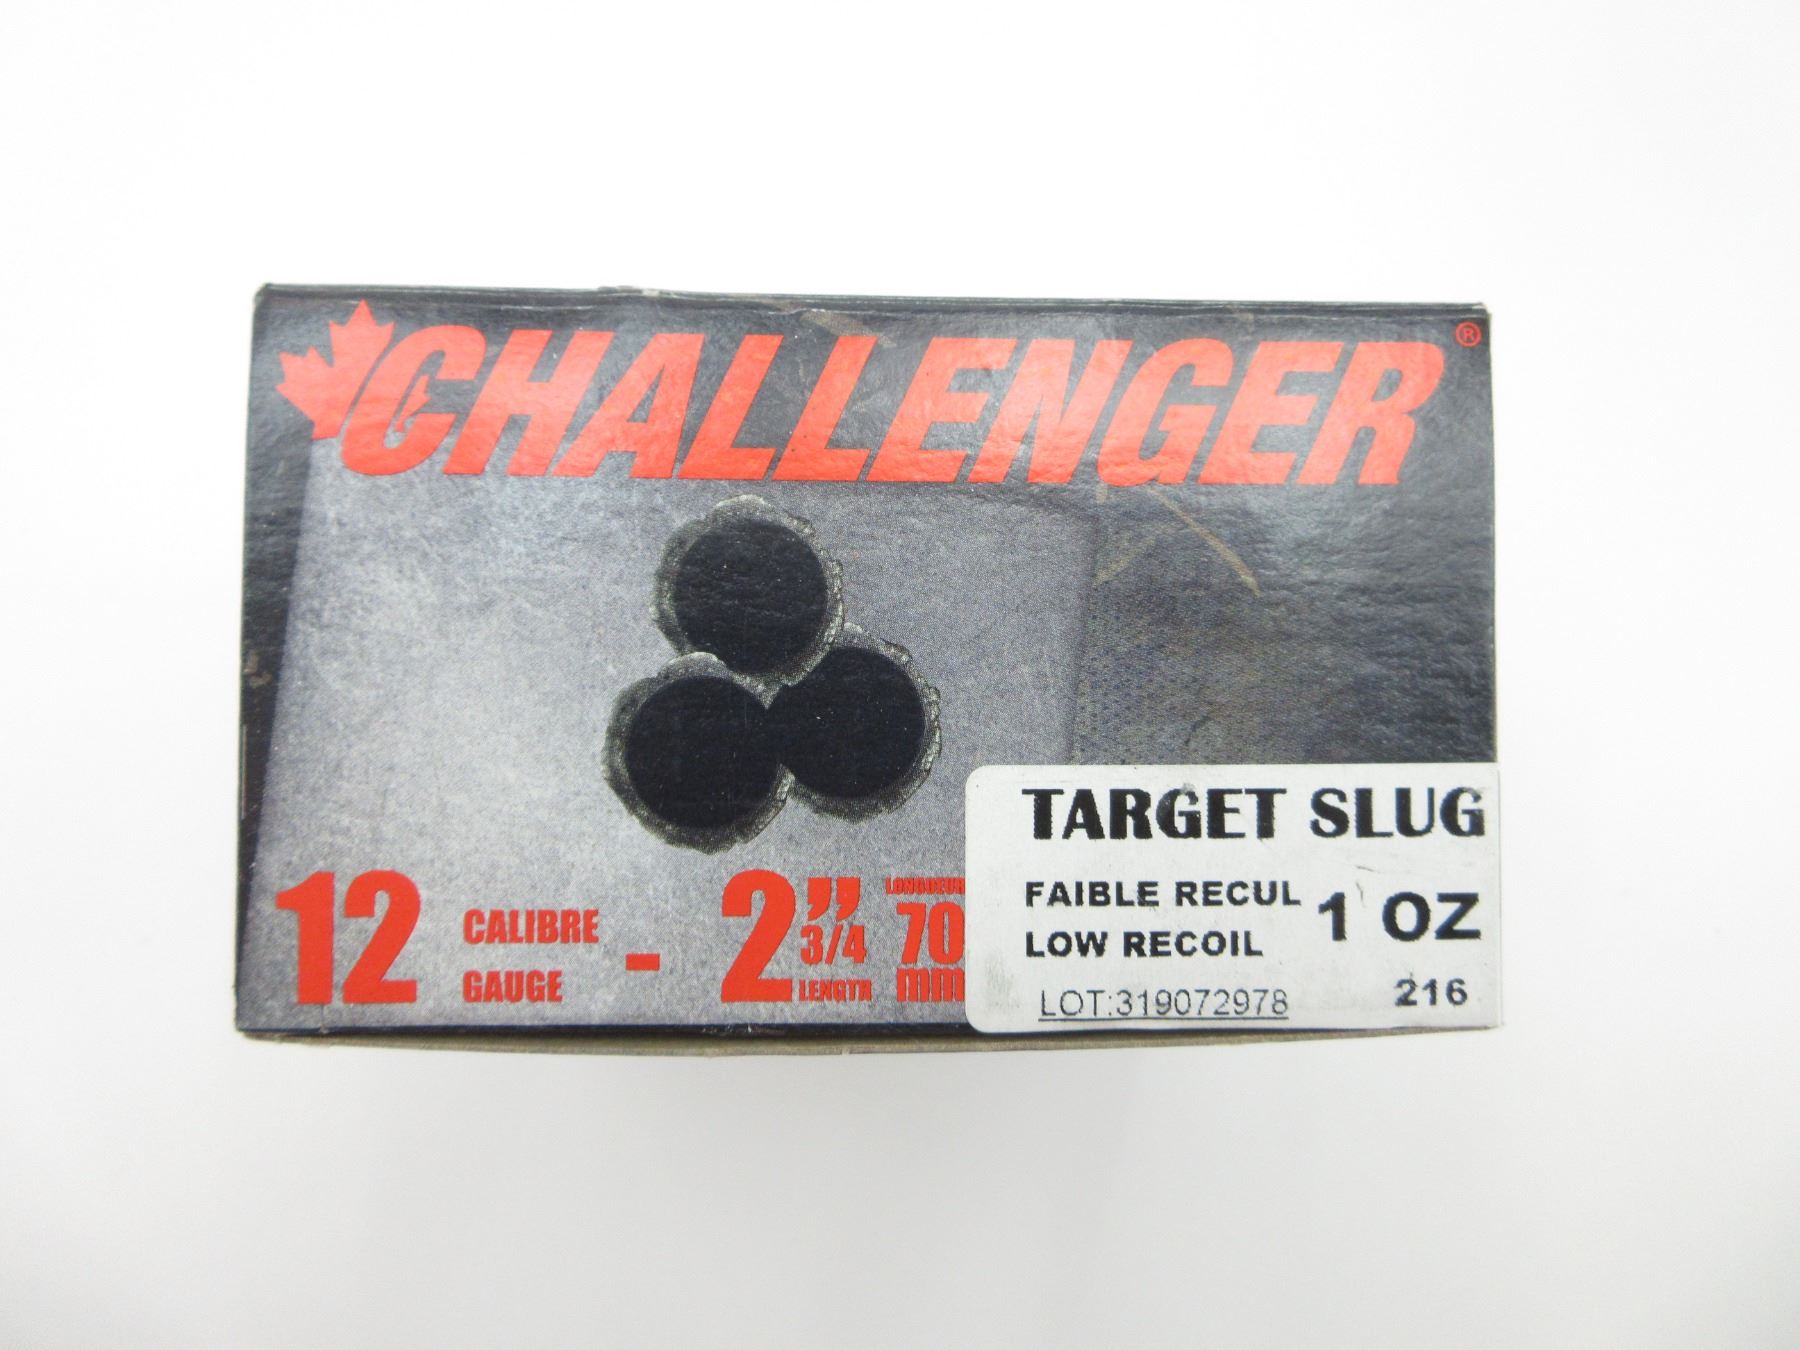 CHALLENGER®
12 CALIBRE GAUGE - 2" 3/4 LENGTH LONGUEUR 70 mm
TARGET SLUG
FAIBLE RECUL
LOW RECOIL
1 OZ
LOT:319072978
216